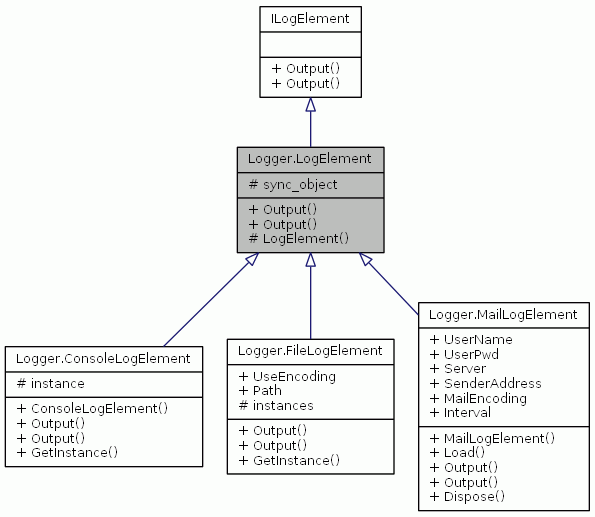 ILogElement
+ Output()
+ Output()
Logger.LogElement
# sync_object
+ Output()
+ Output()
# LogElement()
Logger.ConsoleLogElement
# instance
+ ConsoleLogElement()
+ Output()
+ Output()
+ GetInstance()
Logger.FileLogElement
+ UseEncoding
+ Path
# instances
+ Output()
+ Output()
+ GetInstance()
Logger.MailLogElement
+ UserName
+ UserPwd
+ Server
+ SenderAddress
+ MailEncoding
+ Interval
+ MailLogElement()
+ Load()
+ Output()
+ Output()
+ Dispose()